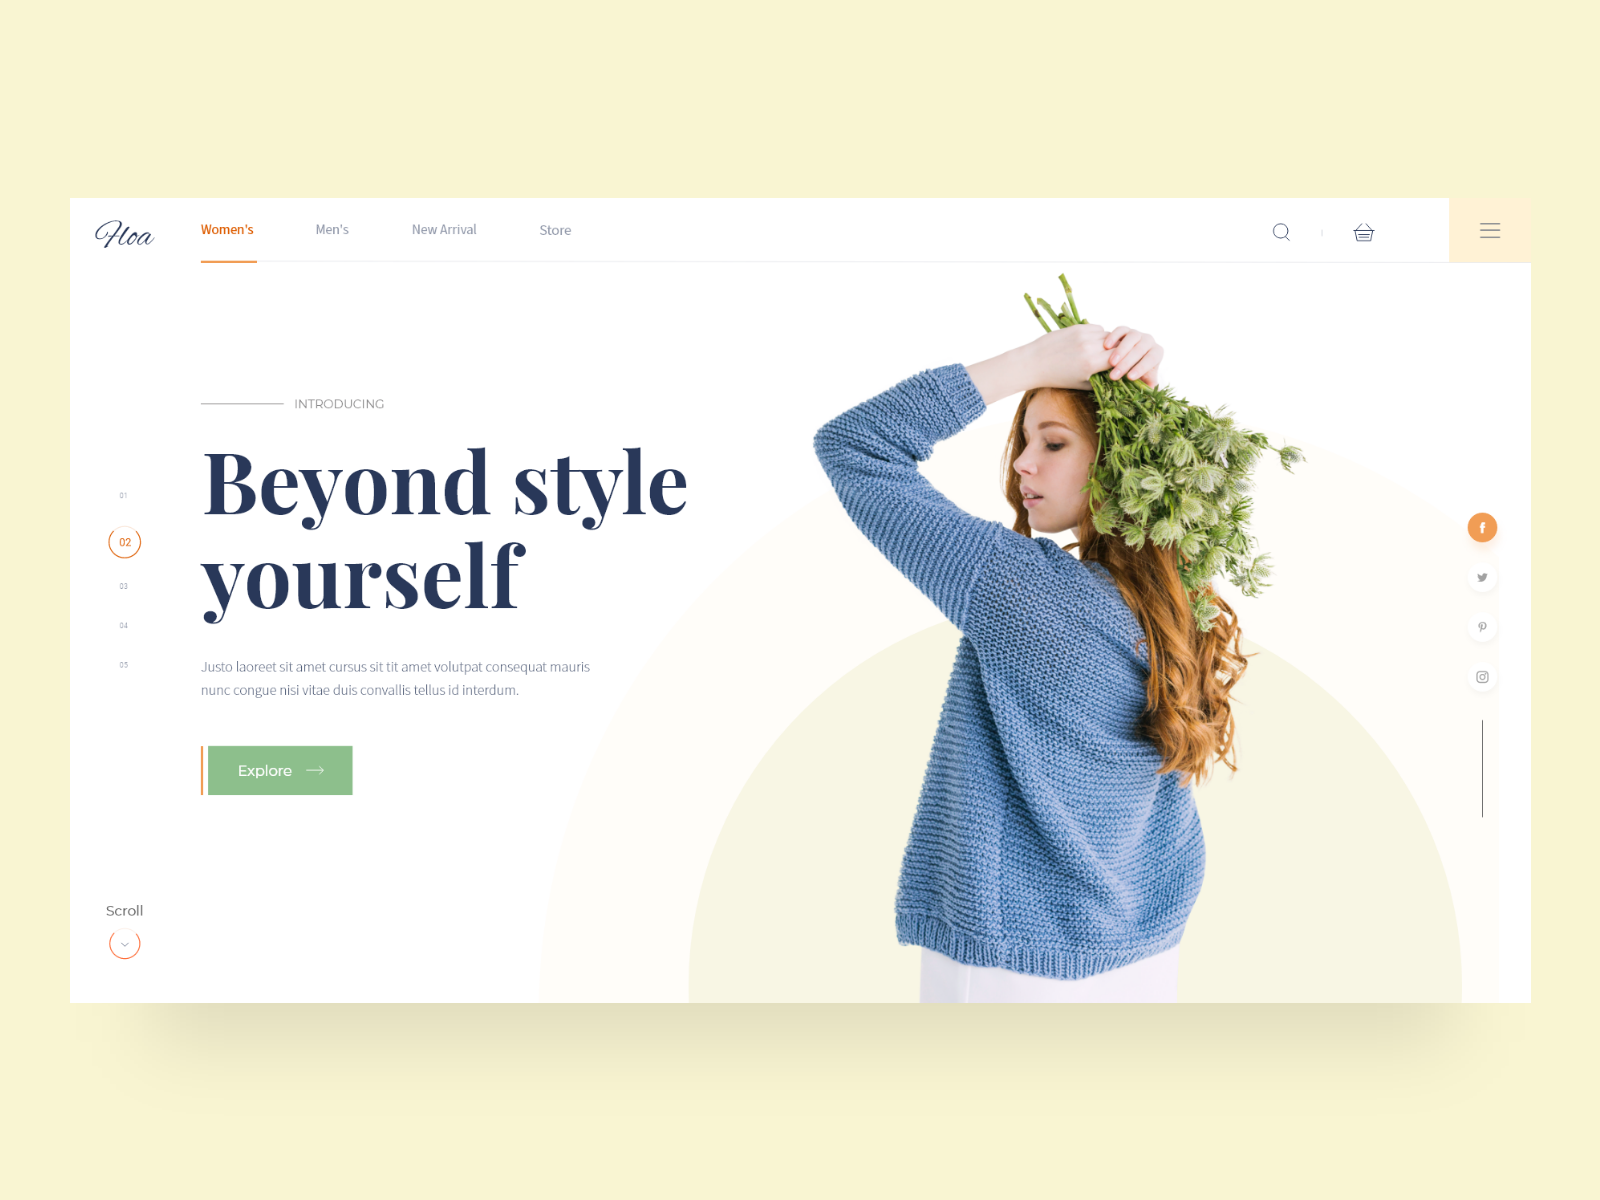 Hoa
Women's
Men's
New Arrival
Store
INTRODUCING
Beyond style
yourself
Justo laoreet sit amet cursus sit tit amet volutpat consequat mauris
nunc congue nisi vitae duis convallis tellus id interdum.
Explore
01
02
03
04
05
Scroll